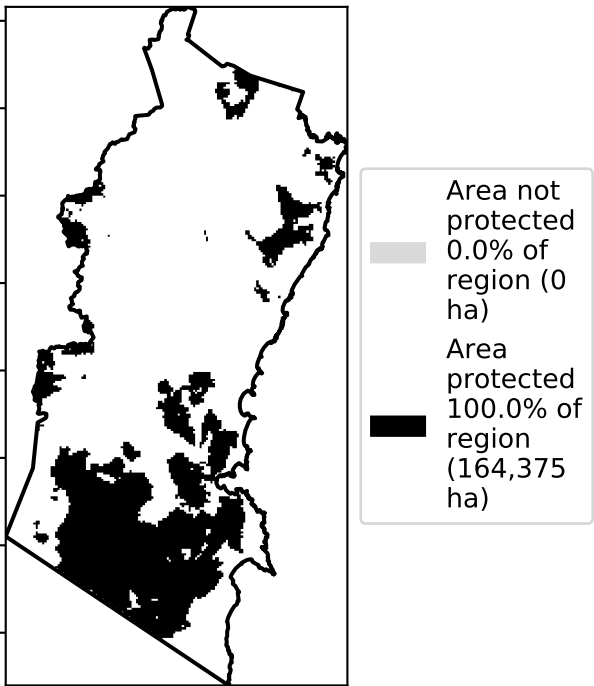 Area not
protected
0.0% of
region (0
ha)
Area
protected
100.0% of
region
(164,375
ha)